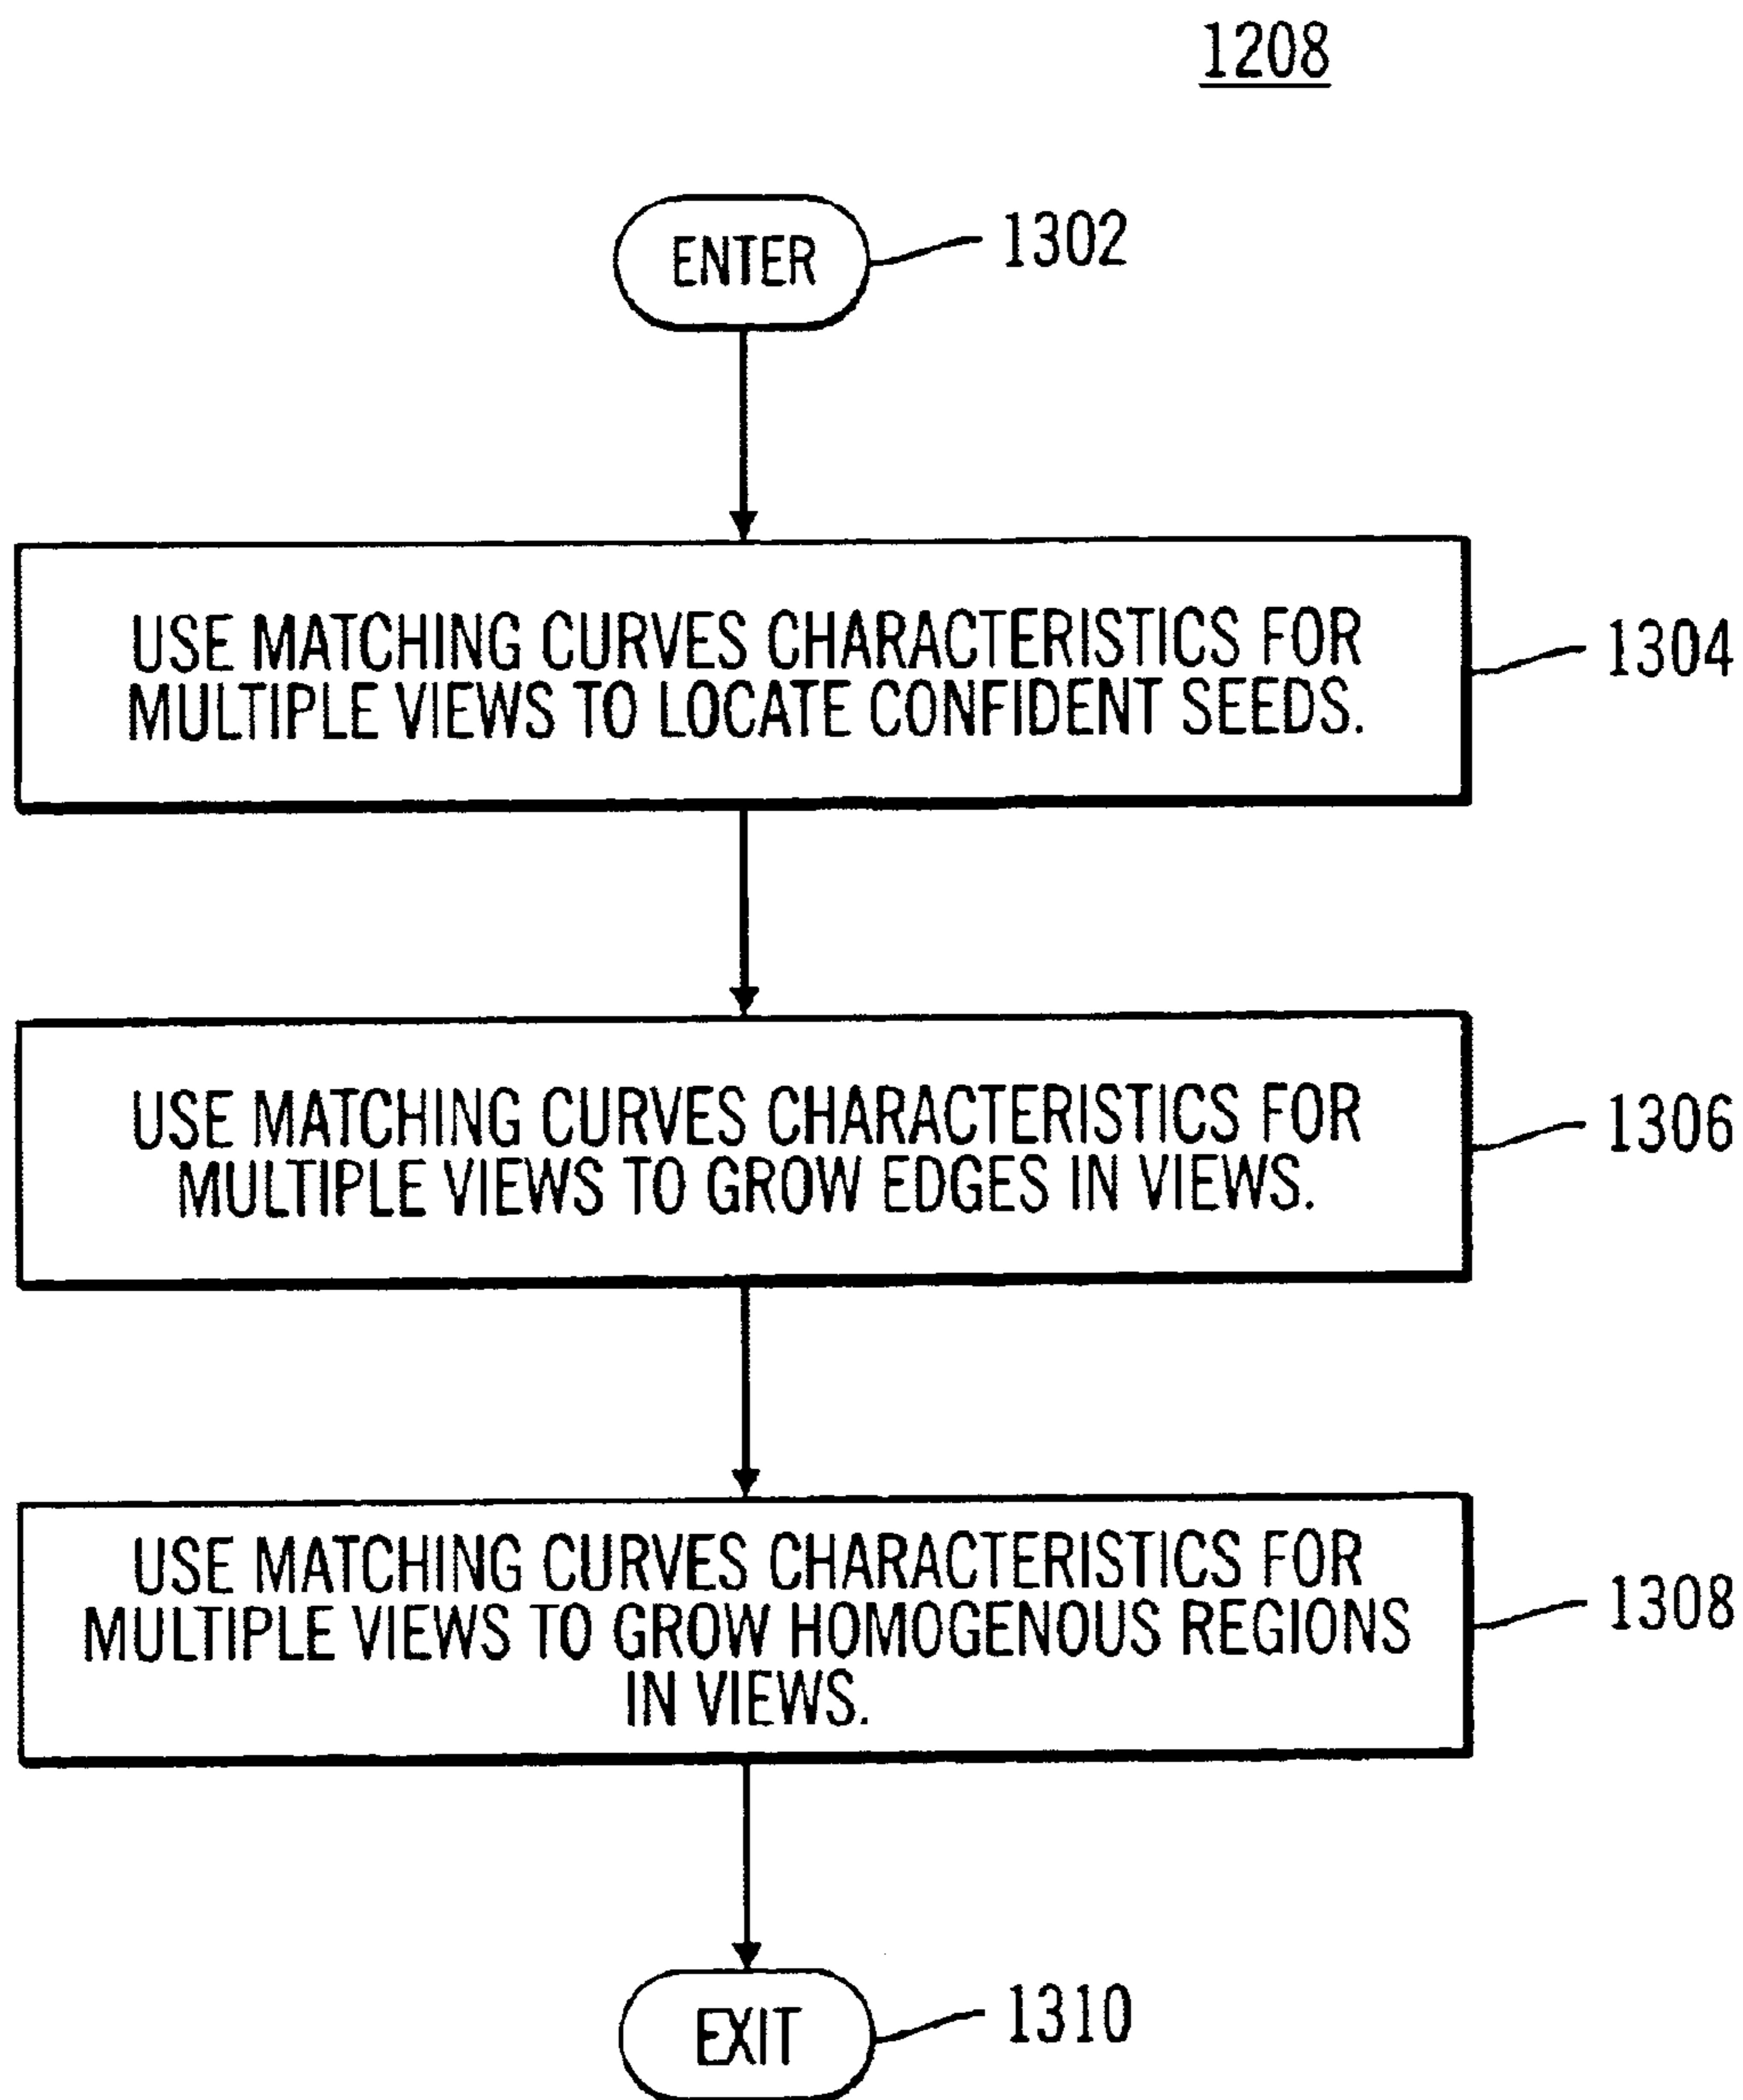 1208
ENTER
1302
USE MATCHING CURVES CHARACTERISTICS FOR
MULTIPLE VIEWS TO LOCATE CONFIDENT SEEDS.
1304
USE MATCHING CURVES CHARACTERISTICS FOR
MULTIPLE VIEWS TO GROW EDGES IN VIEWS.
1306
USE MATCHING CURVES CHARACTERISTICS FOR
MULTIPLE VIEWS TO GROW HOMOGENOUS REGIONS
IN VIEWS.
1308
EXIT
1310